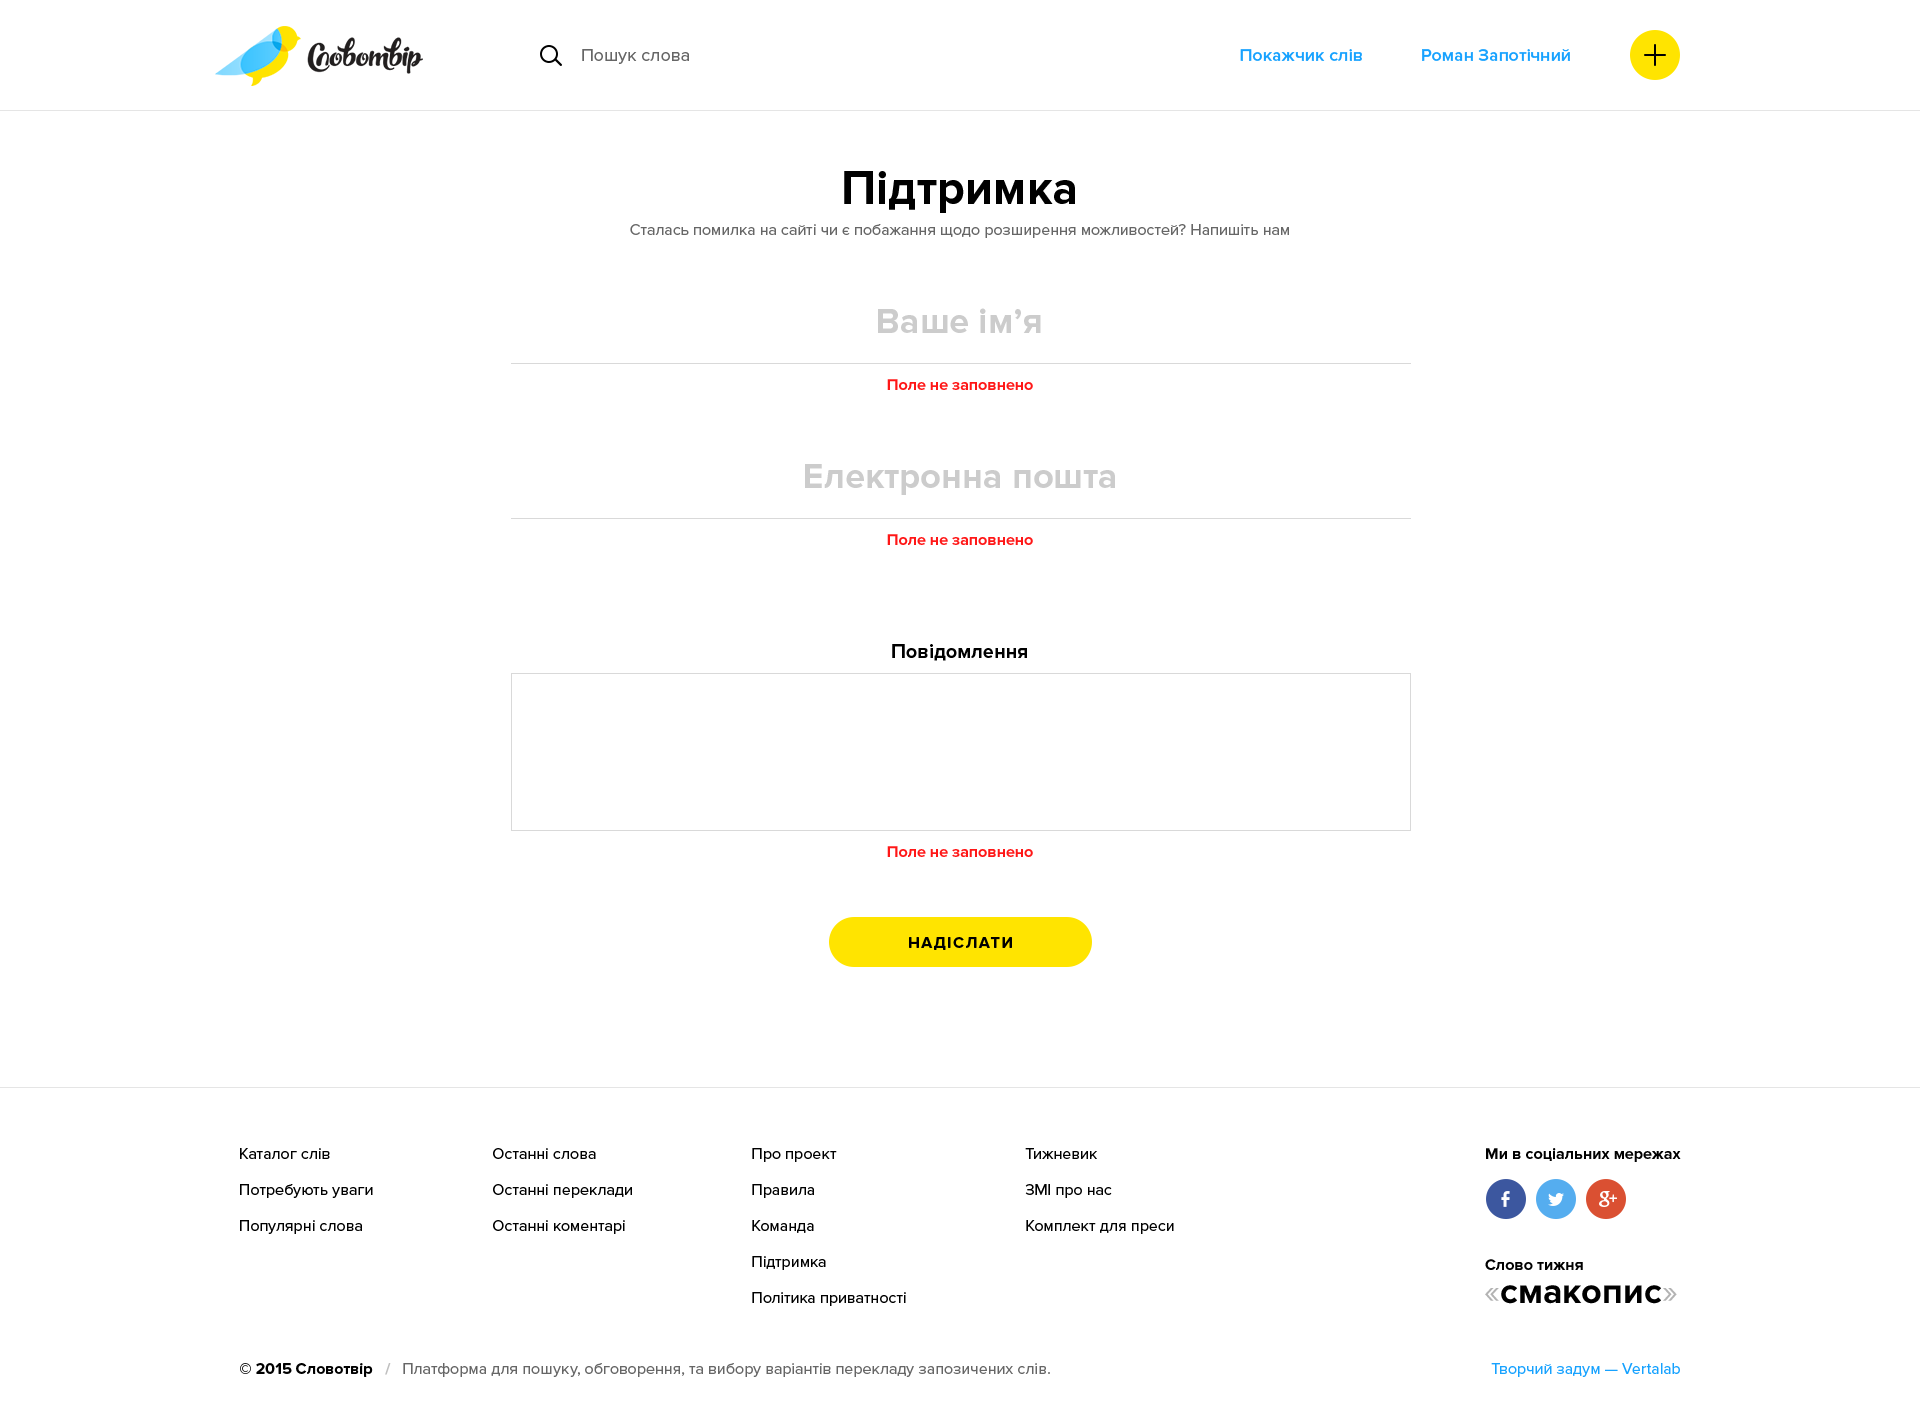 Словотвір
Пошук слова
Покажчик слів
Роман Запотічний
Підтримка
Сталась помилка на сайті чи є побажання щодо розширення можливостей? Напишіть нам
Ваше ім’я
Поле не заповнено
Електронна пошта
Поле не заповнено
Повідомлення
Поле не заповнено
НАДІСЛАТИ
Каталог слів
Потребують уваги
Популярні слова
Останні слова
Останні переклади
Останні коментарі
Про проект
Правила
Команда
Підтримка
Політика приватності
Тижневик
ЗМІ про нас
Комплект для преси
Ми в соціальних мережах
Слово тижня
«смакопис»
© 2015 Словотвір / Платформа для пошуку, обговорення, та вибору варіантів перекладу запозичених слів.
Творчий задум — Vertalab